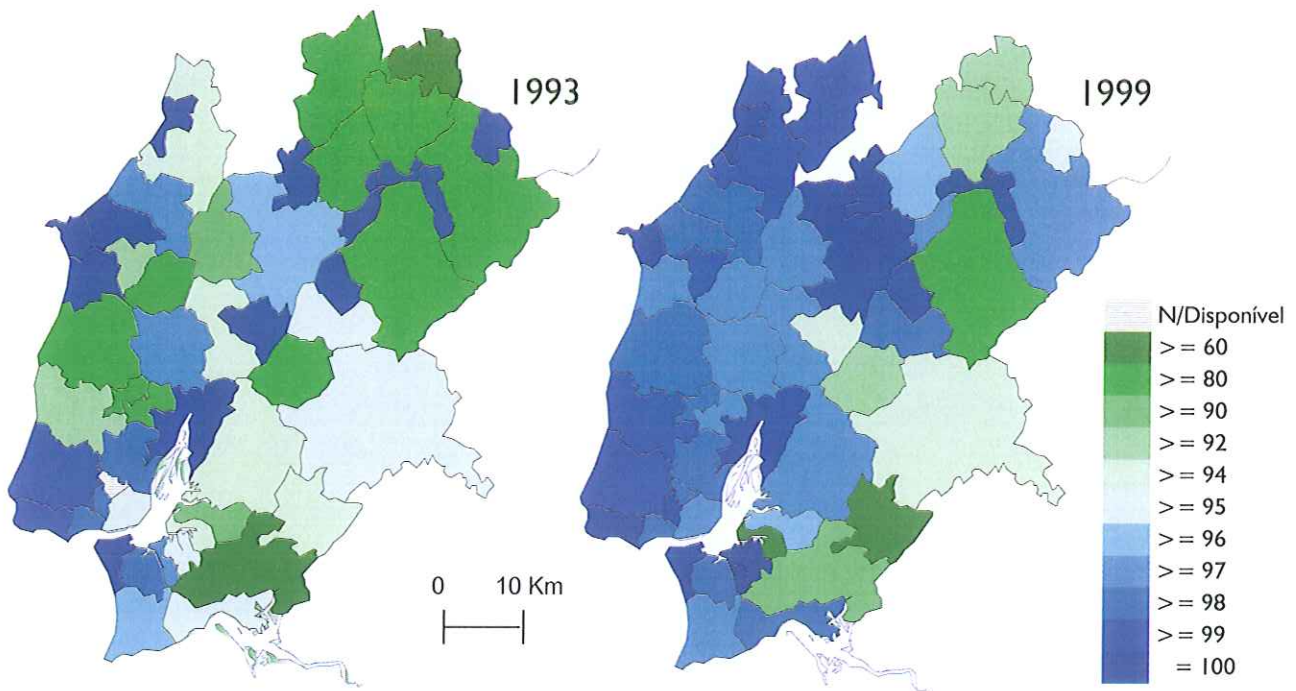 1993
1999
0 10 Km
N/Disponível
> = 60
> = 80
> = 90
> = 92
> = 94
> = 95
> = 96
> = 97
> = 98
> = 99
= 100